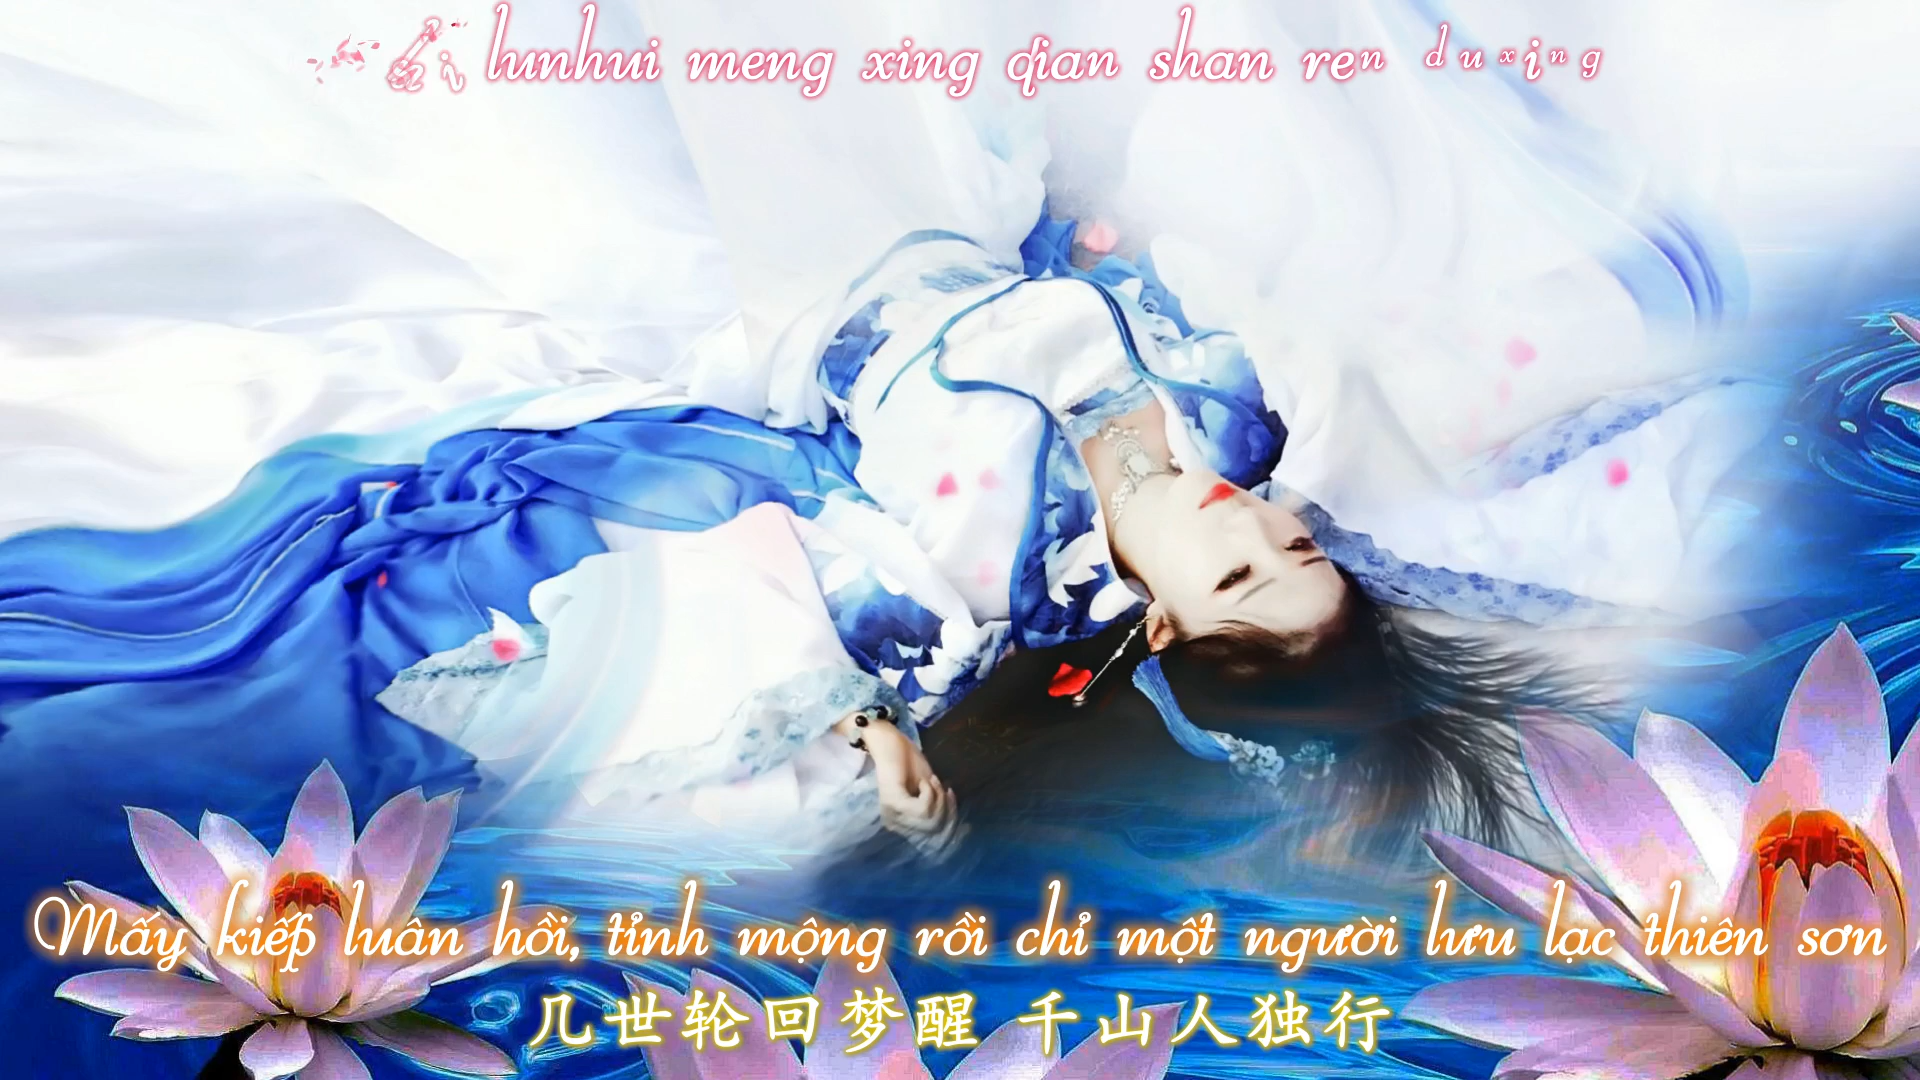 lunhui meng xing qian shan ren duxing
Mấy kiếp luân hồi, tỉnh mộng rồi chỉ một người lưu lạc thiên sơn
几世轮回梦醒 千山人独行